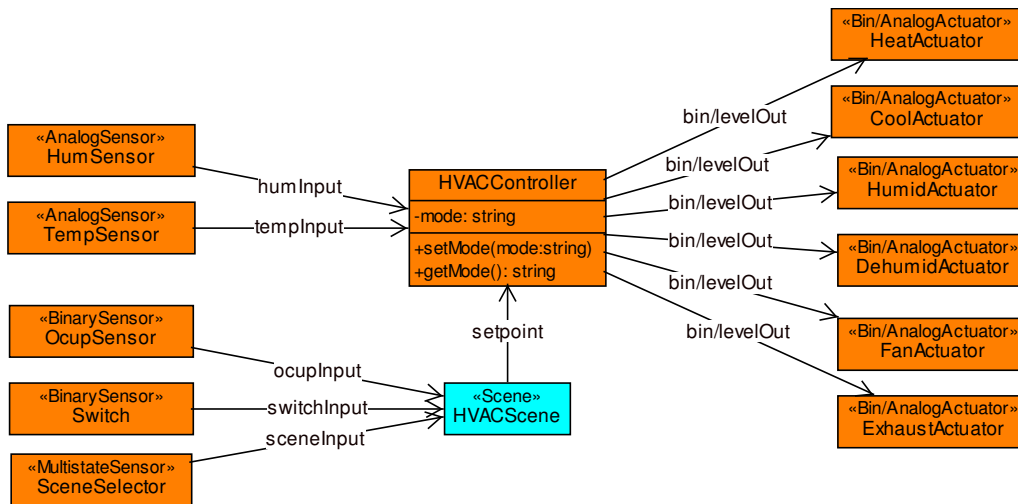 «Bin/AnalogActuator»
HeatActuator
bin/levelOut
«Bin/AnalogActuator»
CoolActuator
«AnalogSensor»
HumSensor
bin/levelOut
humInput
HVACController
-mode: string
+setMode(mode:string)
+getMode(): string
bin/levelOut
«Bin/AnalogActuator»
HumidActuator
«AnalogSensor»
TempSensor
tempInput
bin/levelOut
«Bin/AnalogActuator»
DehumidActuator
bin/levelOut
«BinarySensor»
OcupSensor
ocupInput
setpoint
bin/levelOut
«Bin/AnalogActuator»
FanActuator
«BinarySensor»
Switch
switchInput
«Scene»
HVACScene
«Bin/AnalogActuator»
ExhaustActuator
sceneInput
«MultistateSensor»
SceneSelector